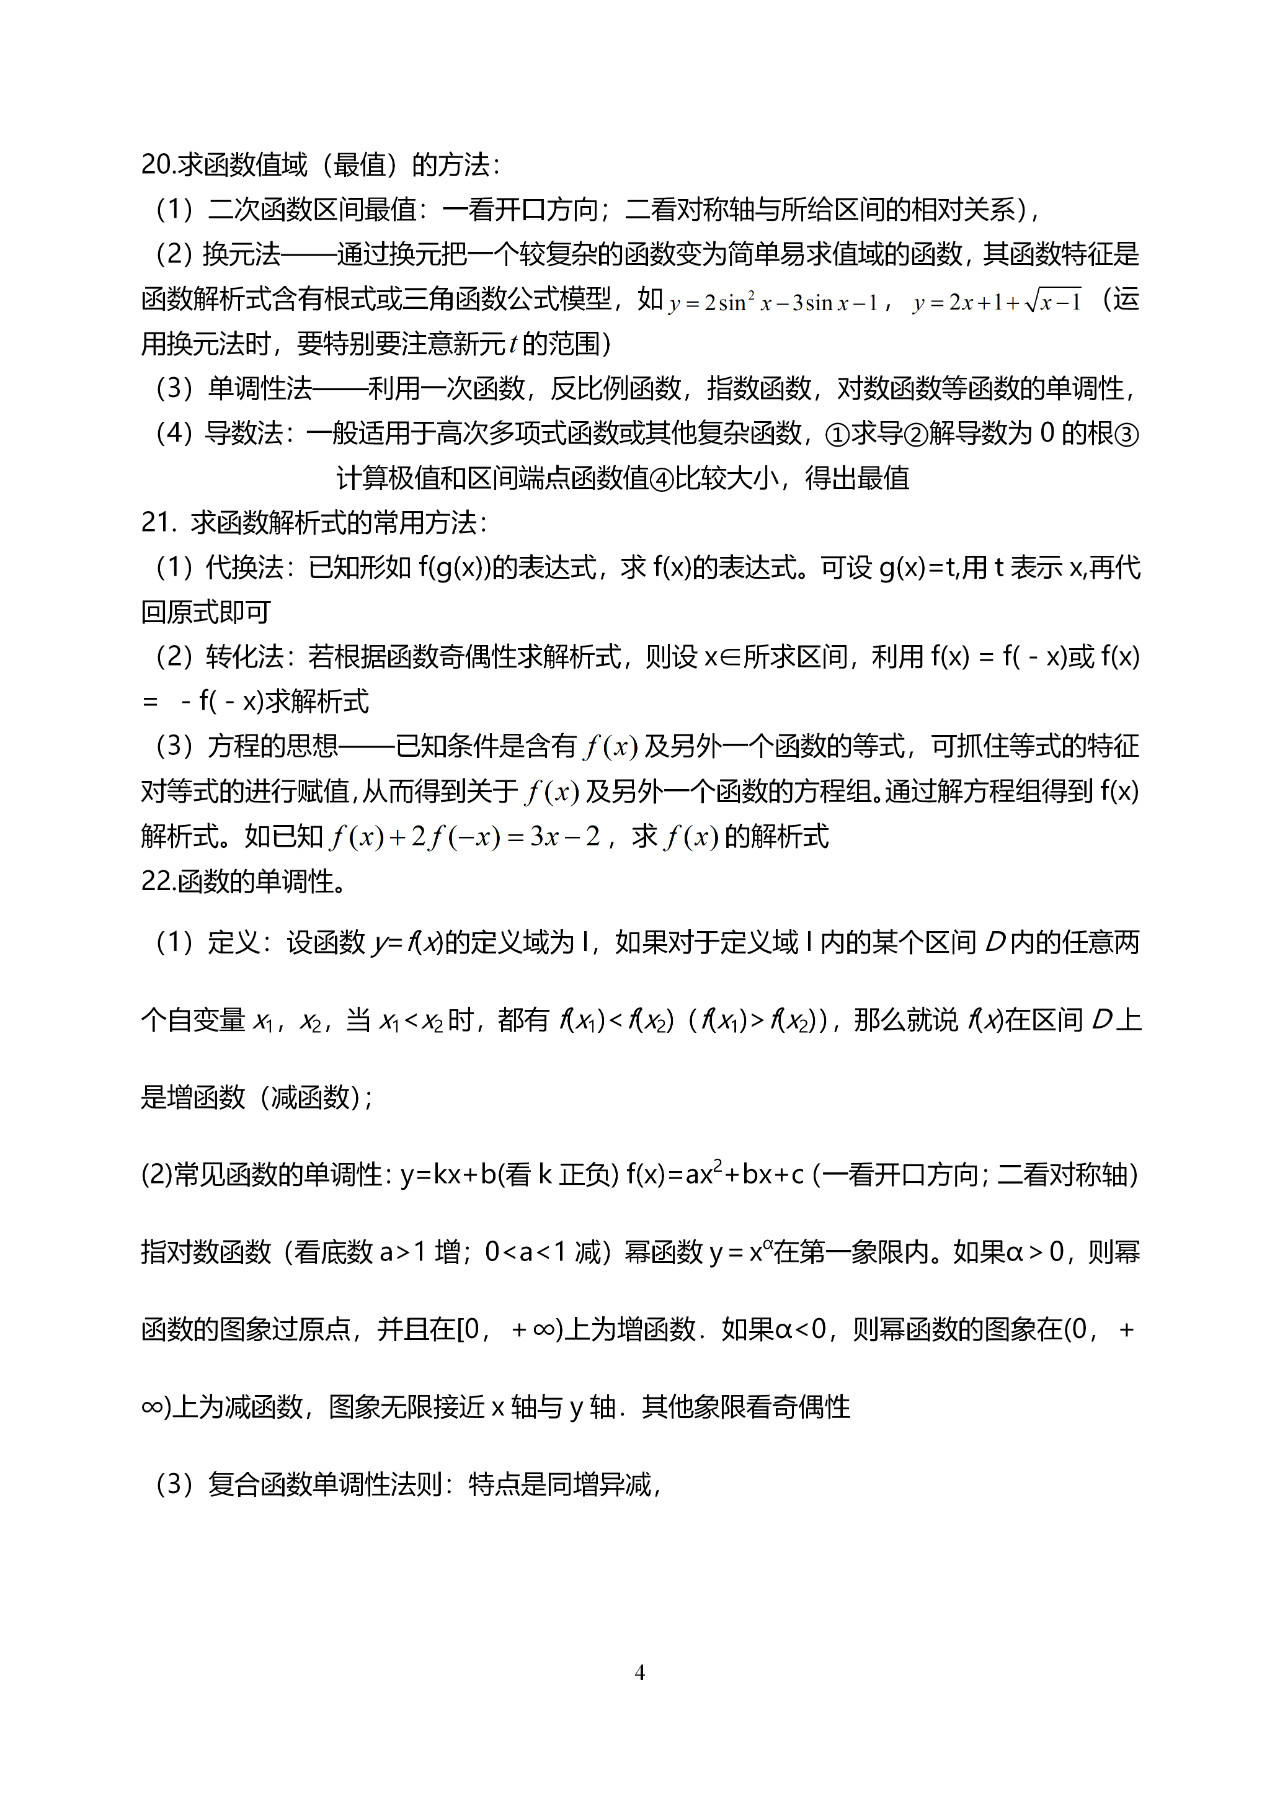 20.求函数值域（最值）的方法：
（1）二次函数区间最值：一看开口方向；二看对称轴与所给区间的相对关系），
（2）换元法——通过换元把一个较复杂的函数变为简单易求值域的函数，其函数特征是
函数解析式含有根式或三角函数公式模型，如 y=2sin²x−3sin x−1，y=2x+1+√(x−1)（运
用换元法时，要特别要注意新元 t 的范围）
（3）单调性法——利用一次函数，反比例函数，指数函数，对数函数等函数的单调性，
（4）导数法：一般适用于高次多项式函数或其他复杂函数，①求导②解导数为 0 的根③
计算极值和区间端点函数值④比较大小，得出最值
21. 求函数解析式的常用方法：
（1）代换法：已知形如 f(g(x))的表达式，求 f(x)的表达式。可设 g(x)=t,用 t 表示 x,再代
回原式即可
（2）转化法：若根据函数奇偶性求解析式，则设 x∈所求区间，利用 f(x) = f(﹣x)或 f(x)
= ﹣f(﹣x)求解析式
（3）方程的思想——已知条件是含有 f(x) 及另外一个函数的等式，可抓住等式的特征
对等式的进行赋值，从而得到关于 f(x) 及另外一个函数的方程组。通过解方程组得到 f(x)
解析式。如已知 f(x)+2f(−x)=3x−2，求 f(x) 的解析式
22.函数的单调性。
（1）定义：设函数 y=f(x)的定义域为 I，如果对于定义域 I 内的某个区间 D 内的任意两
个自变量 x₁，x₂，当 x₁<x₂ 时，都有 f(x₁)<f(x₂)（f(x₁)>f(x₂)），那么就说 f(x)在区间 D 上
是增函数（减函数）；
(2)常见函数的单调性：y=kx+b(看 k 正负) f(x)=ax²+bx+c (一看开口方向；二看对称轴）
指对数函数（看底数 a>1 增；0<a<1 减）幂函数 y＝x^α在第一象限内。如果α＞0，则幂
函数的图象过原点，并且在[0，＋∞)上为增函数．如果α<0，则幂函数的图象在(0，＋
∞)上为减函数，图象无限接近 x 轴与 y 轴．其他象限看奇偶性
（3）复合函数单调性法则：特点是同增异减，
4